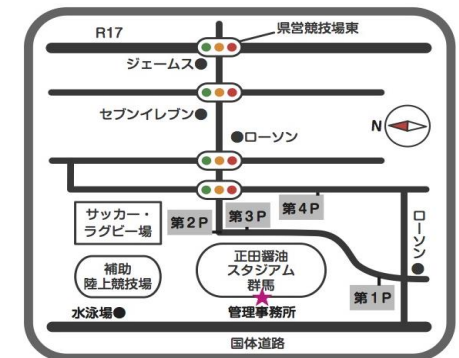 県営競技場東
R17
ジェームス
セブンイレブン
ローソン
N
サッカー・
ラグビー場
第2P
第3P
第4P
ローソン
補助
陸上競技場
正田醤油
スタジアム
群馬
第1P
水泳場
管理事務所
国体道路